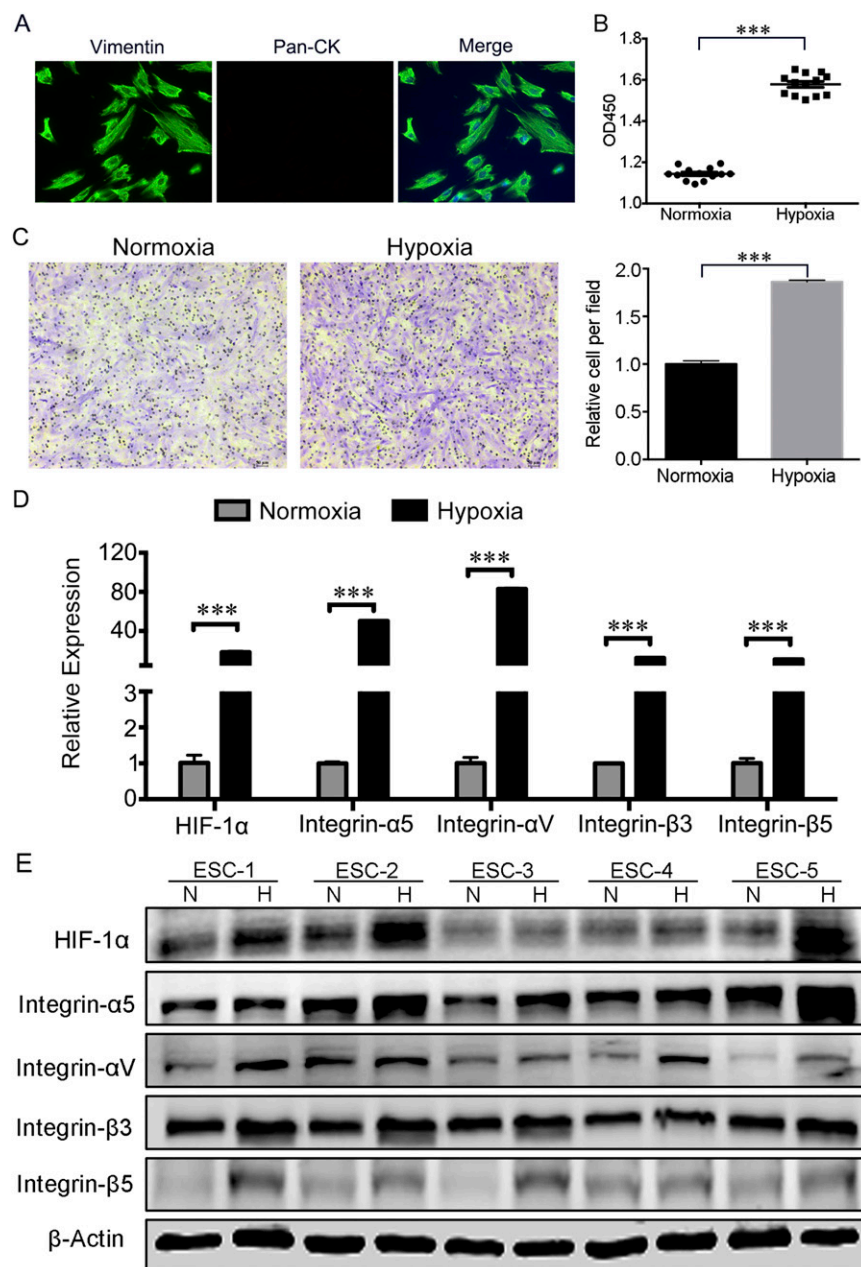 A
Vimentin Pan-CK Merge
B
***
OD450
1.8
1.6
1.4
1.2
1.0
Normoxia Hypoxia
C
Normoxia Hypoxia
***
Relative cell per field
2.0
1.5
1.0
0.5
0.0
Normoxia Hypoxia
D
Normoxia Hypoxia
Relative Expression
120
80
40
3
2
1
0
*** *** *** *** ***
HIF-1α Integrin-α5 Integrin-αV Integrin-β3 Integrin-β5
E
ESC-1 ESC-2 ESC-3 ESC-4 ESC-5
N H N H N H N H N H
HIF-1α
Integrin-α5
Integrin-αV
Integrin-β3
Integrin-β5
β-Actin